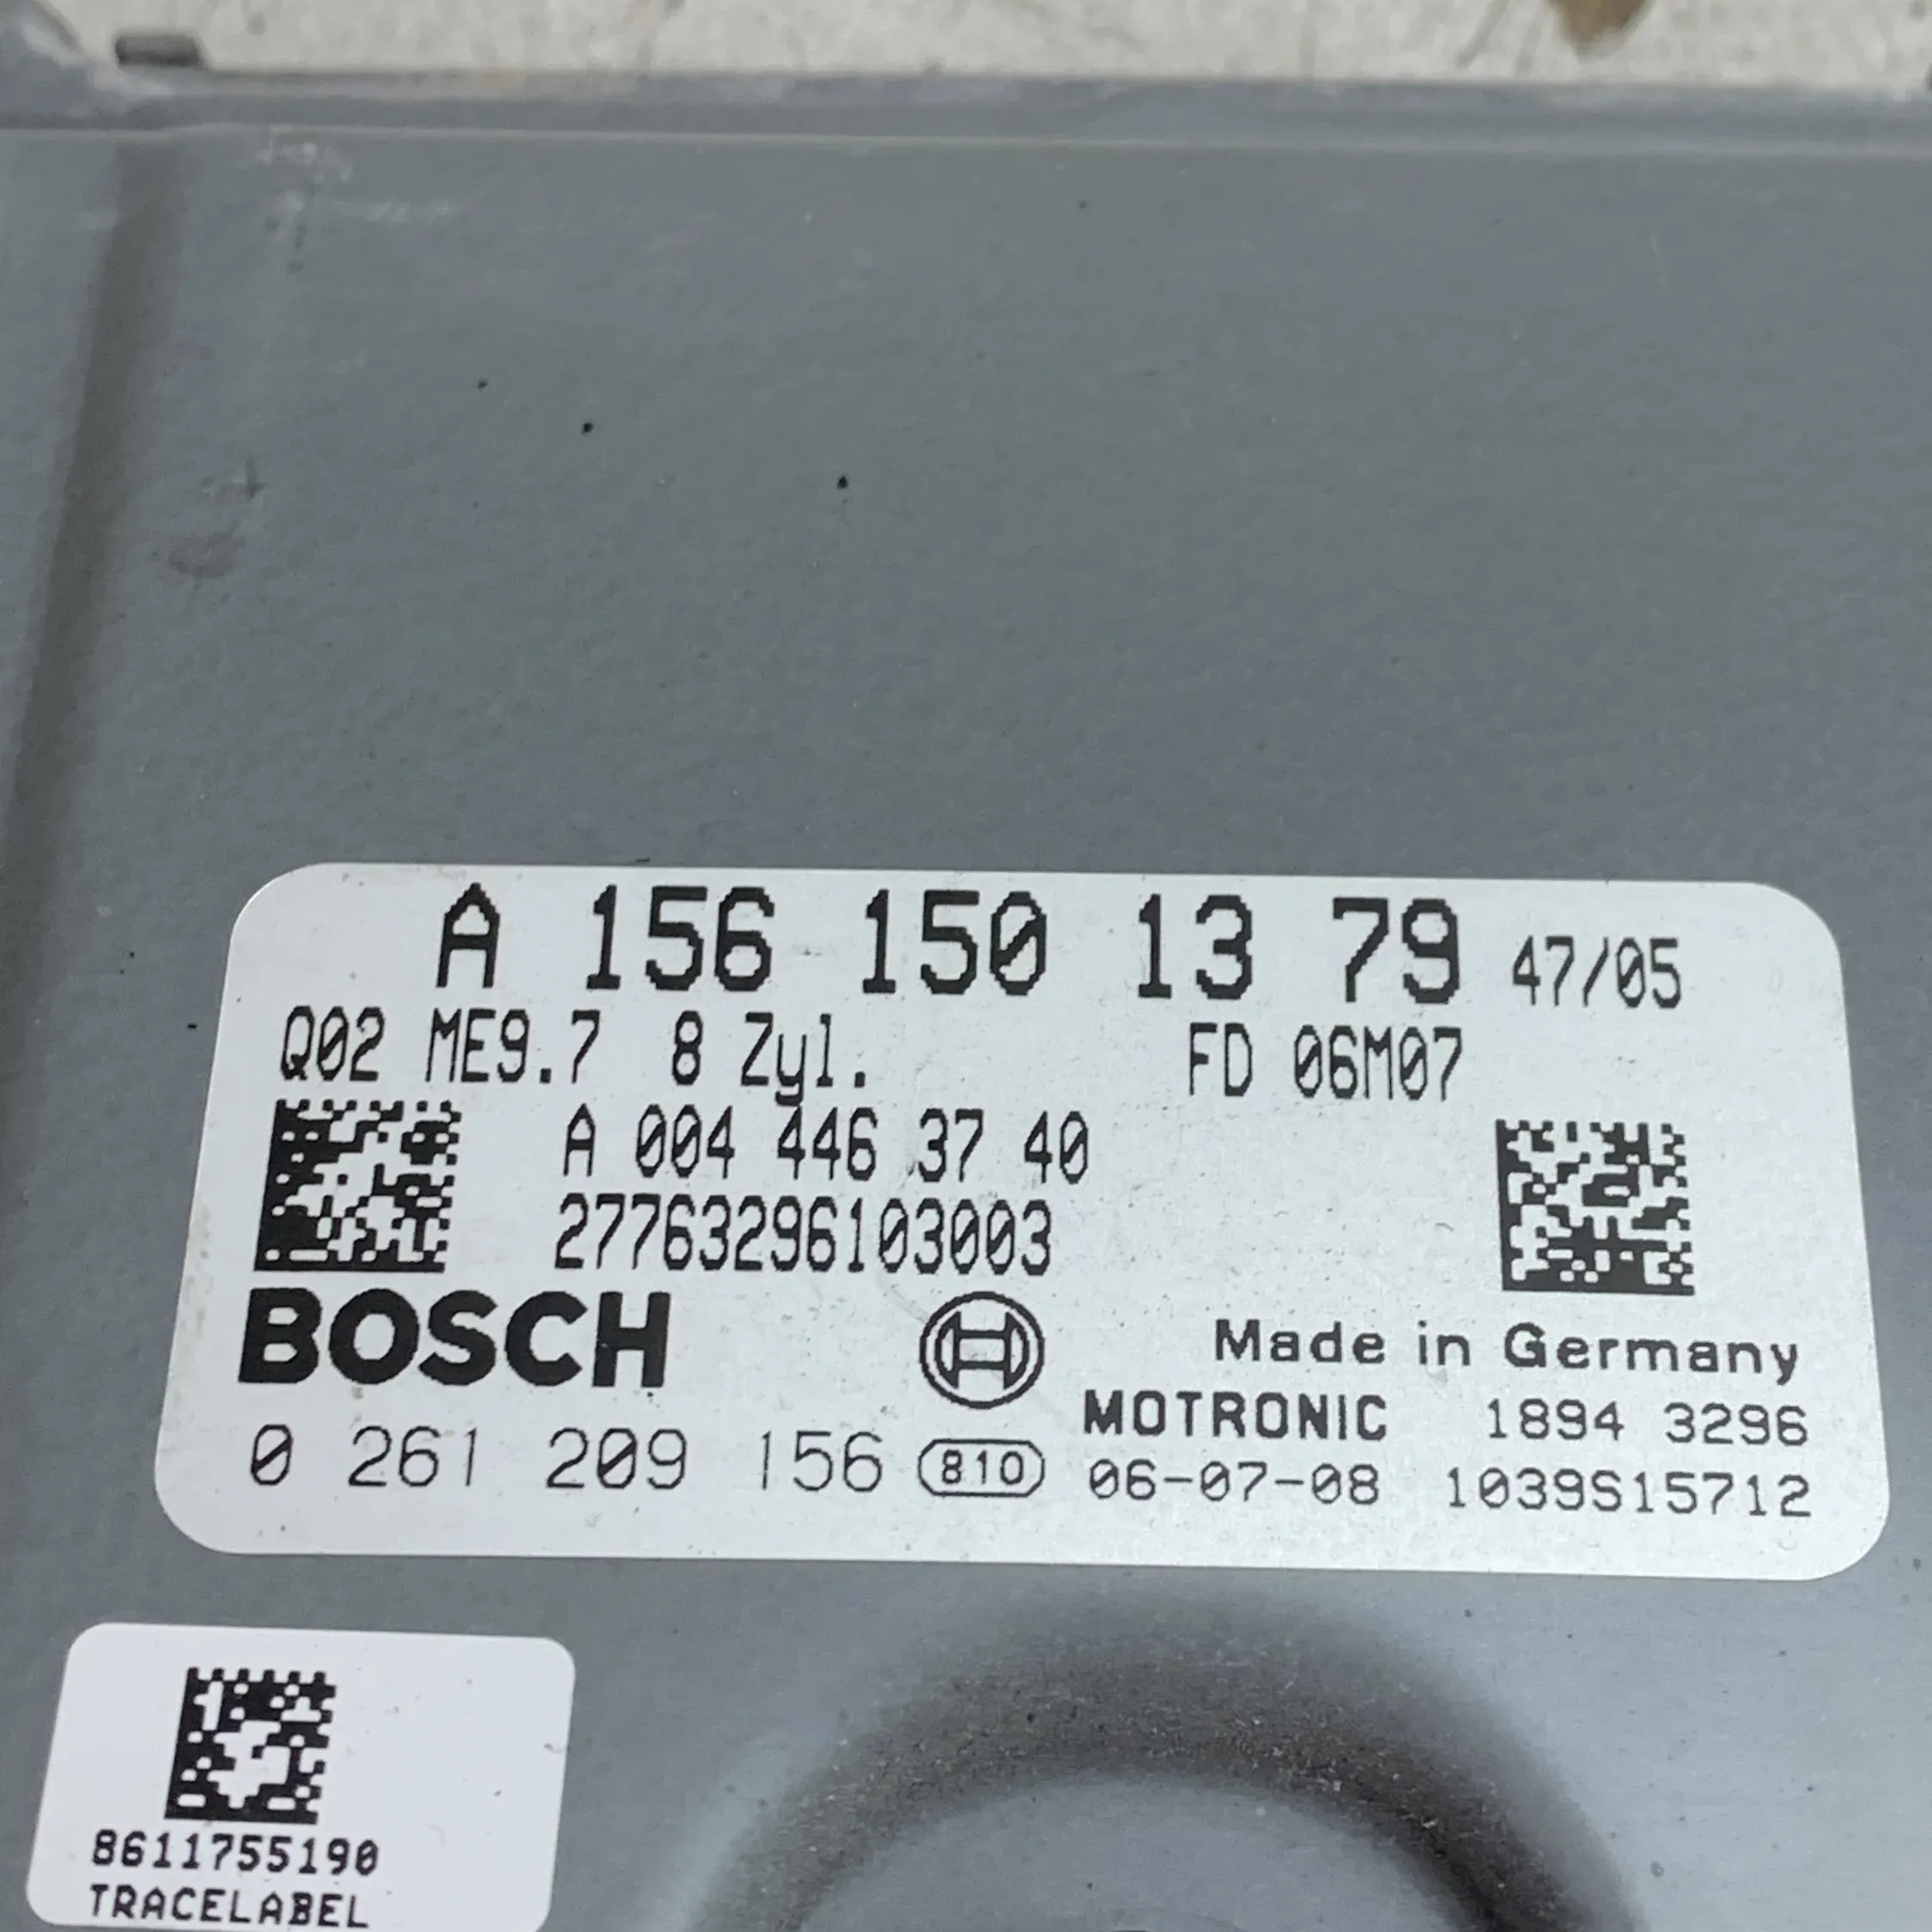 A 156 150 13 79 47/05
Q02 ME9.7 8 Zyl. FD 06M07
A 004 446 37 40
27763296103003
BOSCH
Made in Germany
MOTRONIC 1894 3296
0 261 209 156 810 06-07-08 1039S15712
8611755190
TRACELABEL